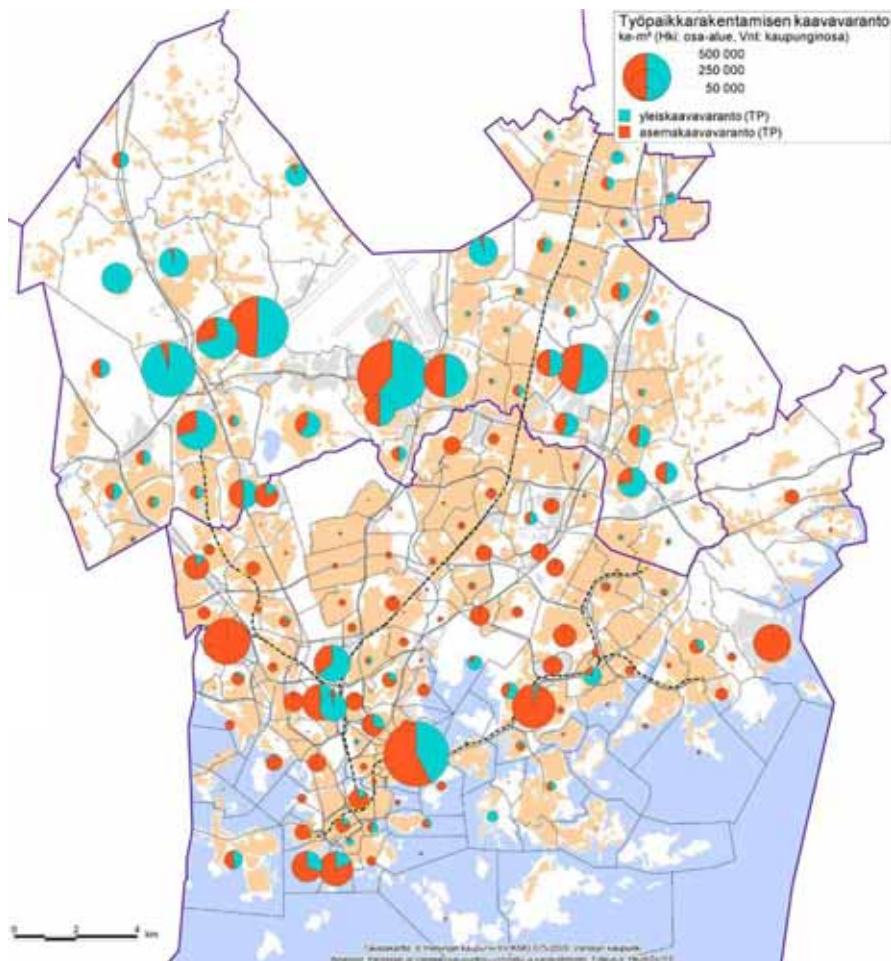 Työpaikkarakentamisen kaavavaranto
ke-m² (Hki: osa-alue, Vnt: kaupunginosa)
500 000
250 000
50 000
yleiskaavavaranto (TP)
asemakaavavaranto (TP)
0 2 4
km